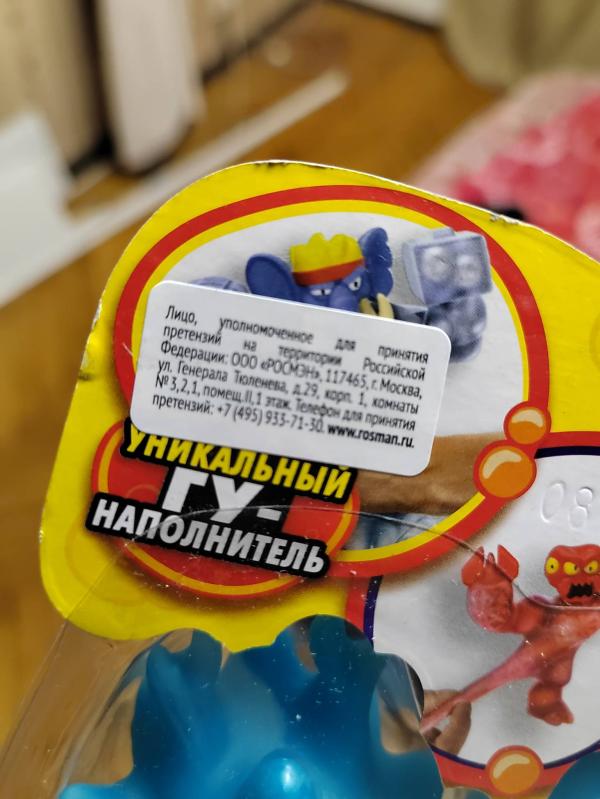 Лицо, уполномоченное для принятия
претензий на территории Российской
Федерации: ООО «РОСМЭН», 117465, г. Москва,
ул. Генерала Тюленева, д.29, корп. 1, комнаты
№ 3,2,1, помещ.II,1 этаж. Телефон для принятия
претензий: +7 (495) 933-71-30. www.rosman.ru.
УНИКАЛЬНЫЙ
ГУ-
НАПОЛНИТЕЛЬ
08